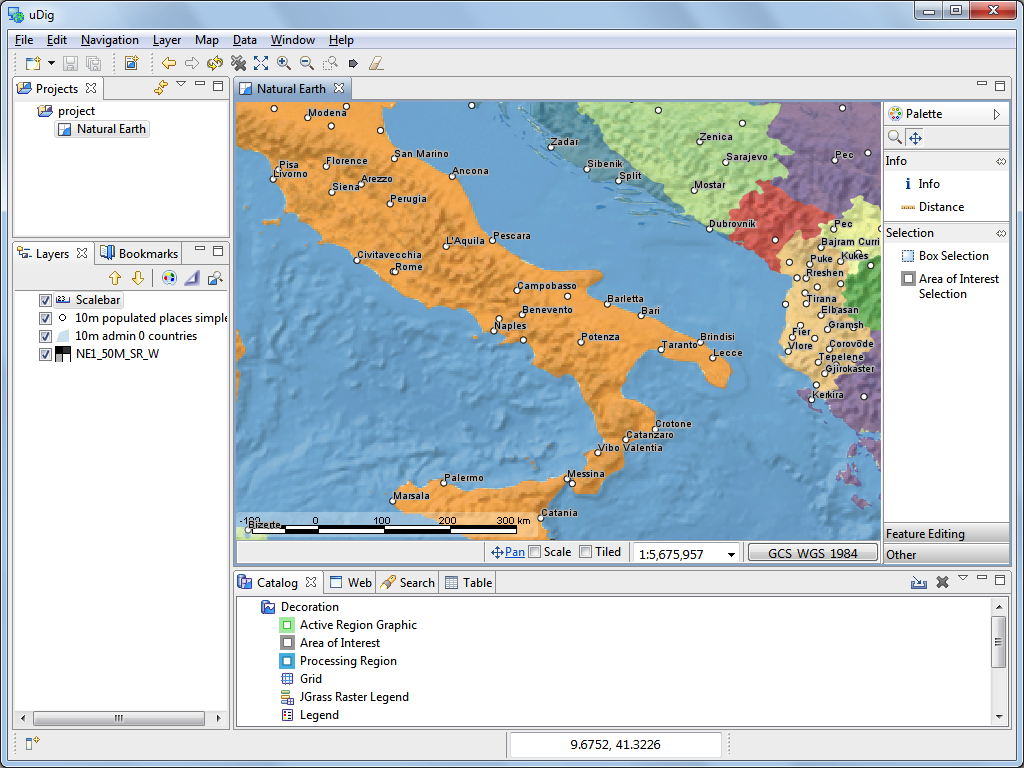 uDig
File Edit Navigation Layer Map Data Window Help
Projects
project
Natural Earth
Layers Bookmarks
Scalebar
10m populated places simple
10m admin 0 countries
NE1_50M_SR_W
Natural Earth
Modena
Zadar
Zenica
Pec
San Marino
Sarajevo
Pisa
Florence
Sibenik
Livorno
Siena
Arezzo
Ancona
Split
Mostar
Perugia
Dubrovnik
Pec
L'Aquila
Pescara
Bajram Curri
Civitavecchia
Puke
Kukës
Rome
Rreshen
Campobasso
Barletta
Tirana
Benevento
Bari
Elbasan
Naples
Fier
Gramsh
Potenza
Brindisi
Taranto
Vlore
Corovöde
Lecce
Tepelene
Gjirokaster
Kerkira
Crotone
Catanzaro
Vibo Valentia
Palermo
Messina
Marsala
Catania
Bizerte
-100 0 100 200 300 km
Pan Scale Tiled 1:5,675,957 GCS_WGS_1984
Palette
Info
Info
Distance
Selection
Box Selection
Area of Interest
Selection
Feature Editing
Other
Catalog Web Search Table
Decoration
Active Region Graphic
Area of Interest
Processing Region
Grid
JGrass Raster Legend
Legend
9.6752, 41.3226